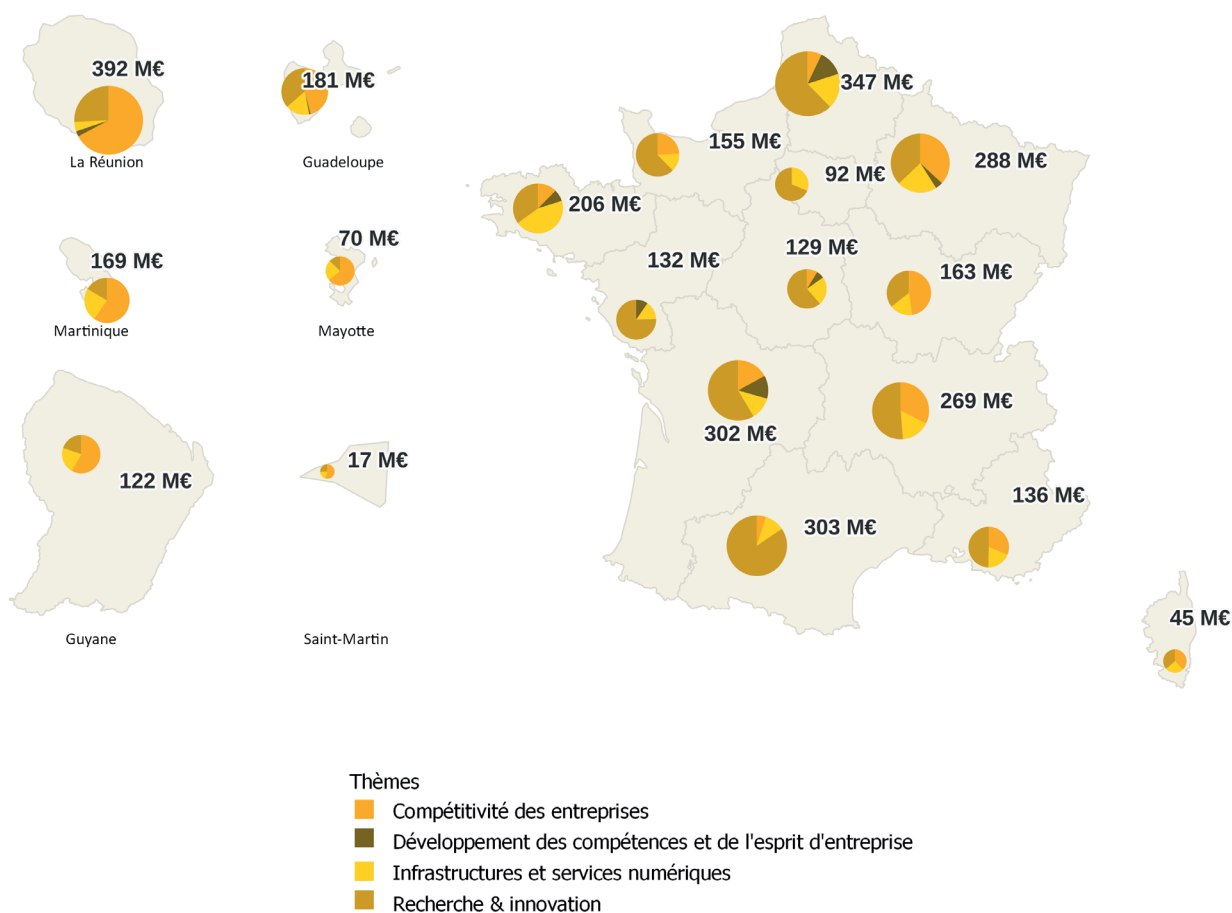 392 M€
La Réunion
181 M€
Guadeloupe
169 M€
Martinique
70 M€
Mayotte
122 M€
Guyane
17 M€
Saint-Martin
347 M€
155 M€
92 M€
288 M€
206 M€
132 M€
129 M€
163 M€
302 M€
269 M€
303 M€
136 M€
45 M€
Thèmes
Compétitivité des entreprises
Développement des compétences et de l'esprit d'entreprise
Infrastructures et services numériques
Recherche & innovation